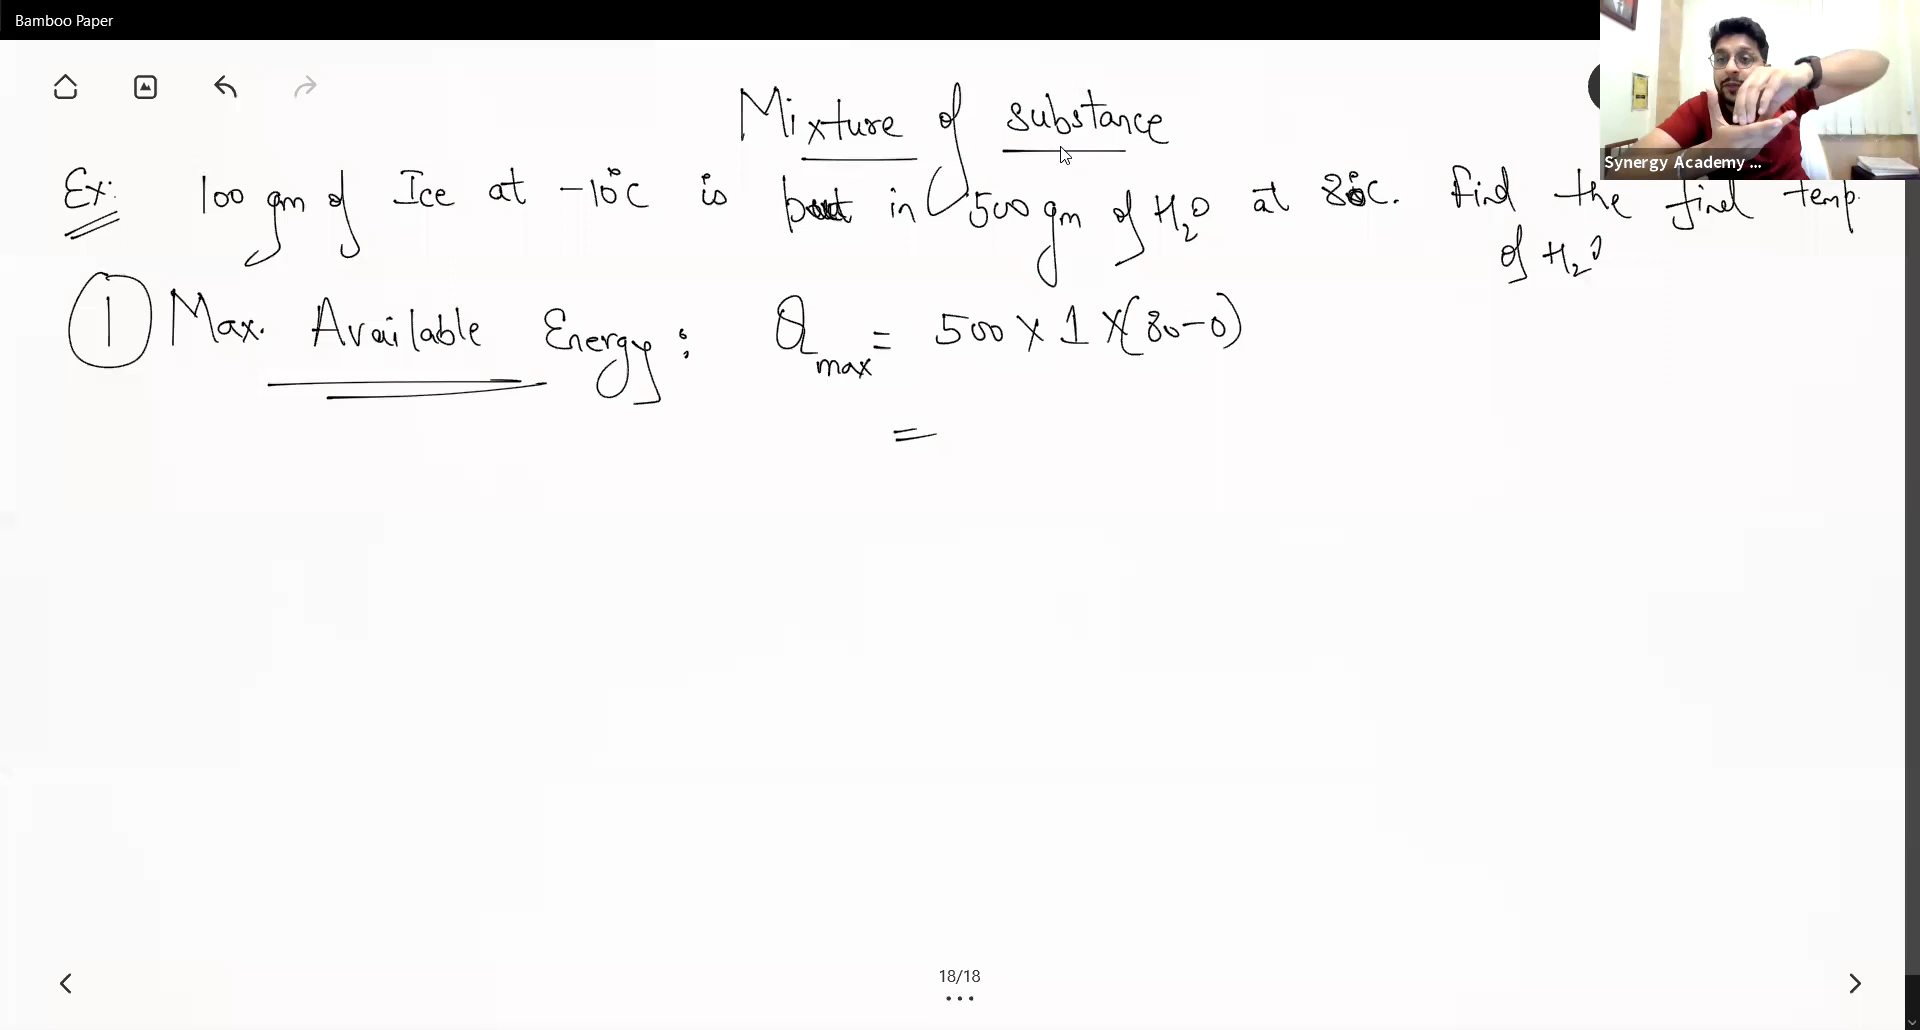 Bamboo Paper
Synergy Academy ...
Mixture of substance
Ex: 100 gm of Ice at -10°C is put in 500 gm of H₂O at 80°C. Find the final temp.
of H₂O
① Max. Available Energy: Q max = 500 × 1 × (80-0)
=
18/18